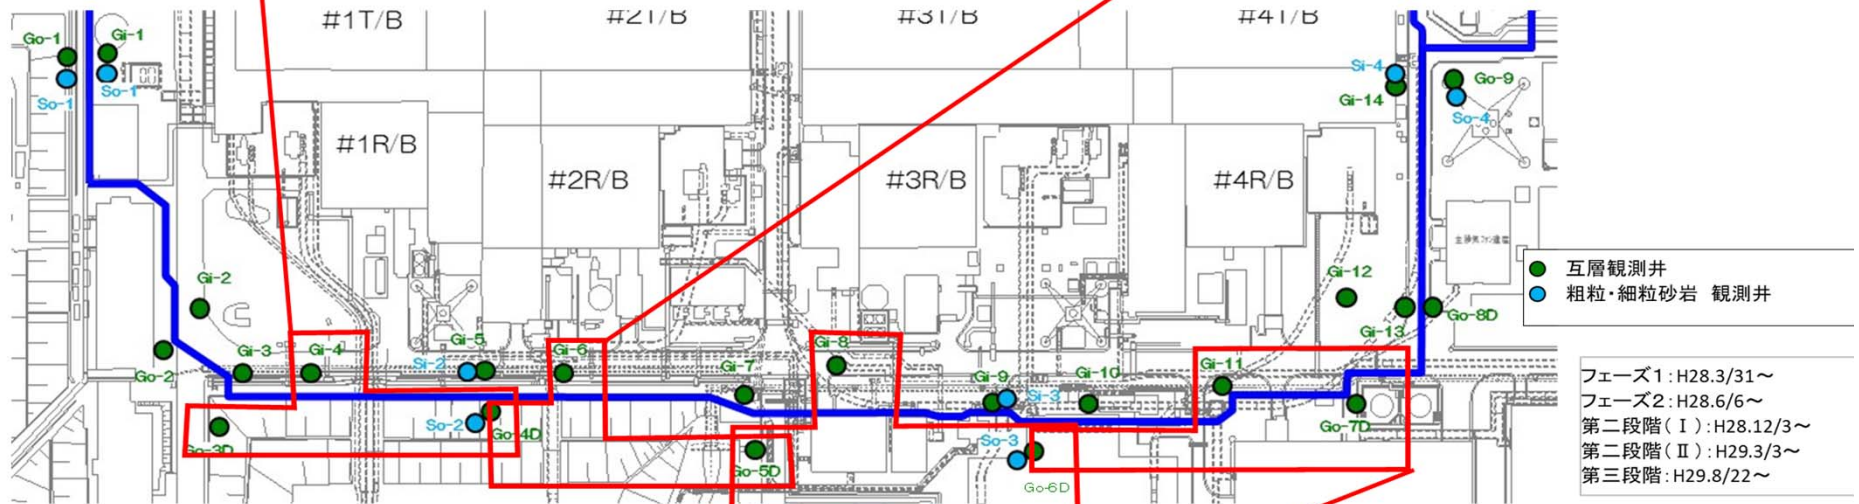 #1T/B
#2T/B
#3T/B
#4T/B
Go-1
Gi-1
So-1
So-1
Si-4
Gi-14
Go-9
So-4
#1R/B
#2R/B
#3R/B
#4R/B
Gi-2
Gi-12
Gi-13
Go-8D
Go-2
Gi-3
Gi-4
Si-2
Gi-5
Gi-6
Gi-7
Gi-8
Gi-9
Si-3
Gi-10
Gi-11
Go-3D
So-2
Go-4D
Go-5D
So-3
Go-6D
Go-7D
互層観測井
粗粒・細粒砂岩 観測井
フェーズ1:H28.3/31～
フェーズ2:H28.6/6～
第二段階(Ⅰ):H28.12/3～
第二段階(Ⅱ):H29.3/3～
第三段階:H29.8/22～